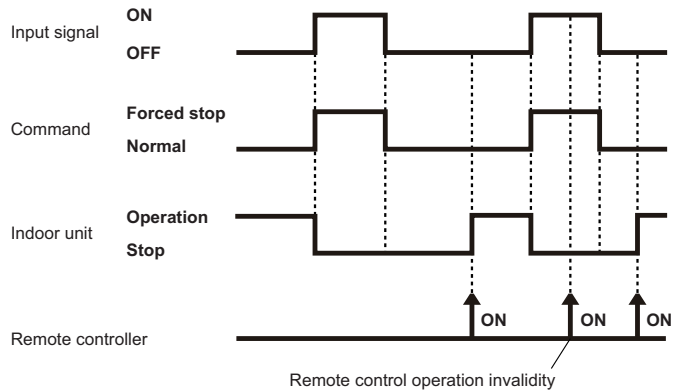 Input signal
ON
OFF
Command
Forced stop
Normal
Indoor unit
Operation
Stop
Remote controller
ON
ON
ON
Remote control operation invalidity